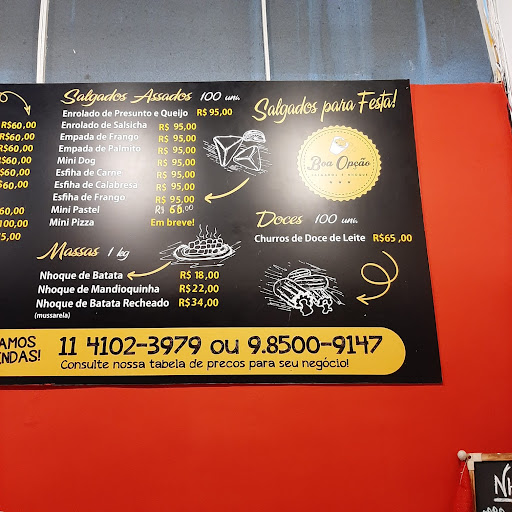 Salgados Assados 100 uni.
Enrolado de Presunto e Queijo R$ 95,00
Enrolado de Salsicha R$ 95,00
Empada de Frango R$ 95,00
Empada de Palmito R$ 95,00
Mini Dog R$ 95,00
Esfiha de Carne R$ 95,00
Esfiha de Calabresa R$ 95,00
Esfiha de Frango R$ 95,00
Mini Pastel R$ 60,00
Mini Pizza Em breve!
R$60,00
R$60,00
R$60,00
R$60,00
R$60,00
60,00
60,00
100,00
5,00
Massas 1 kg
Nhoque de Batata R$ 18,00
Nhoque de Mandioquinha R$ 22,00
Nhoque de Batata Recheado R$ 34,00
(mussarela)
Salgados para Festa!
Boa Opção
Doces 100 uni.
Churros de Doce de Leite R$65,00
AMOS
NDAS!
11 4102-3979 ou 9.8500-9147
Consulte nossa tabela de preços para seu negócio!